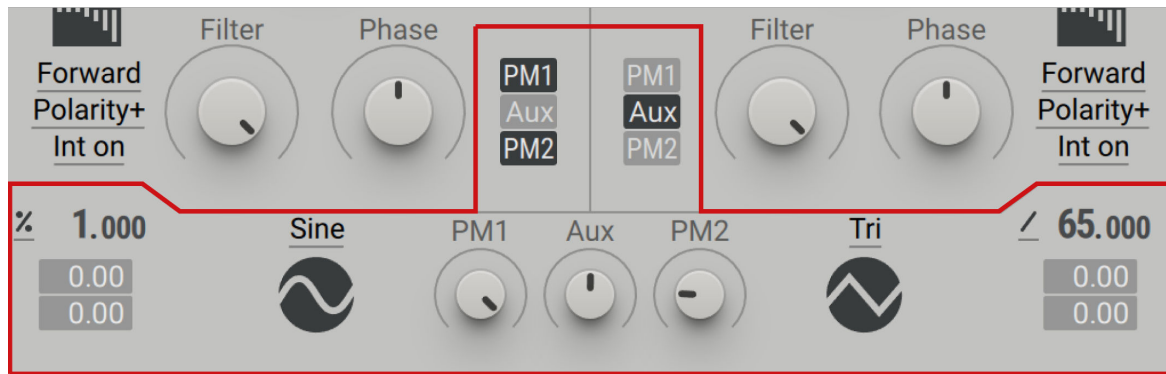 Filter Phase Filter Phase
Forward PM1 PM1 Forward
Polarity+ Aux Aux Polarity+
Int on PM2 PM2 Int on
% 1.000 Sine PM1 Aux PM2 Tri 65.000
0.00 0.00
0.00 0.00